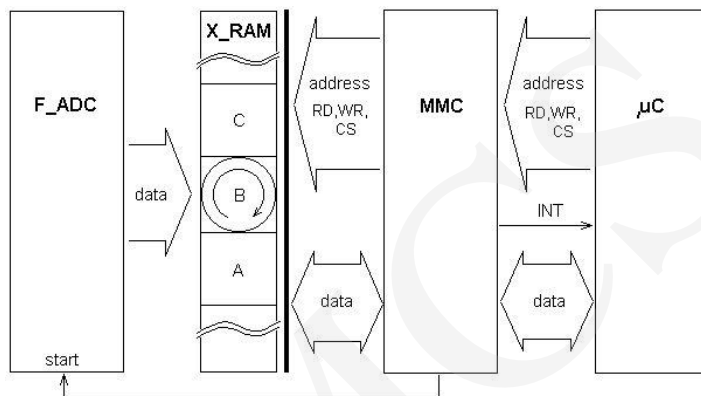 F_ADC
start
data
X_RAM
C
B
A
address
RD,WR,
CS
data
MMC
address
RD,WR,
CS
INT
data
µC